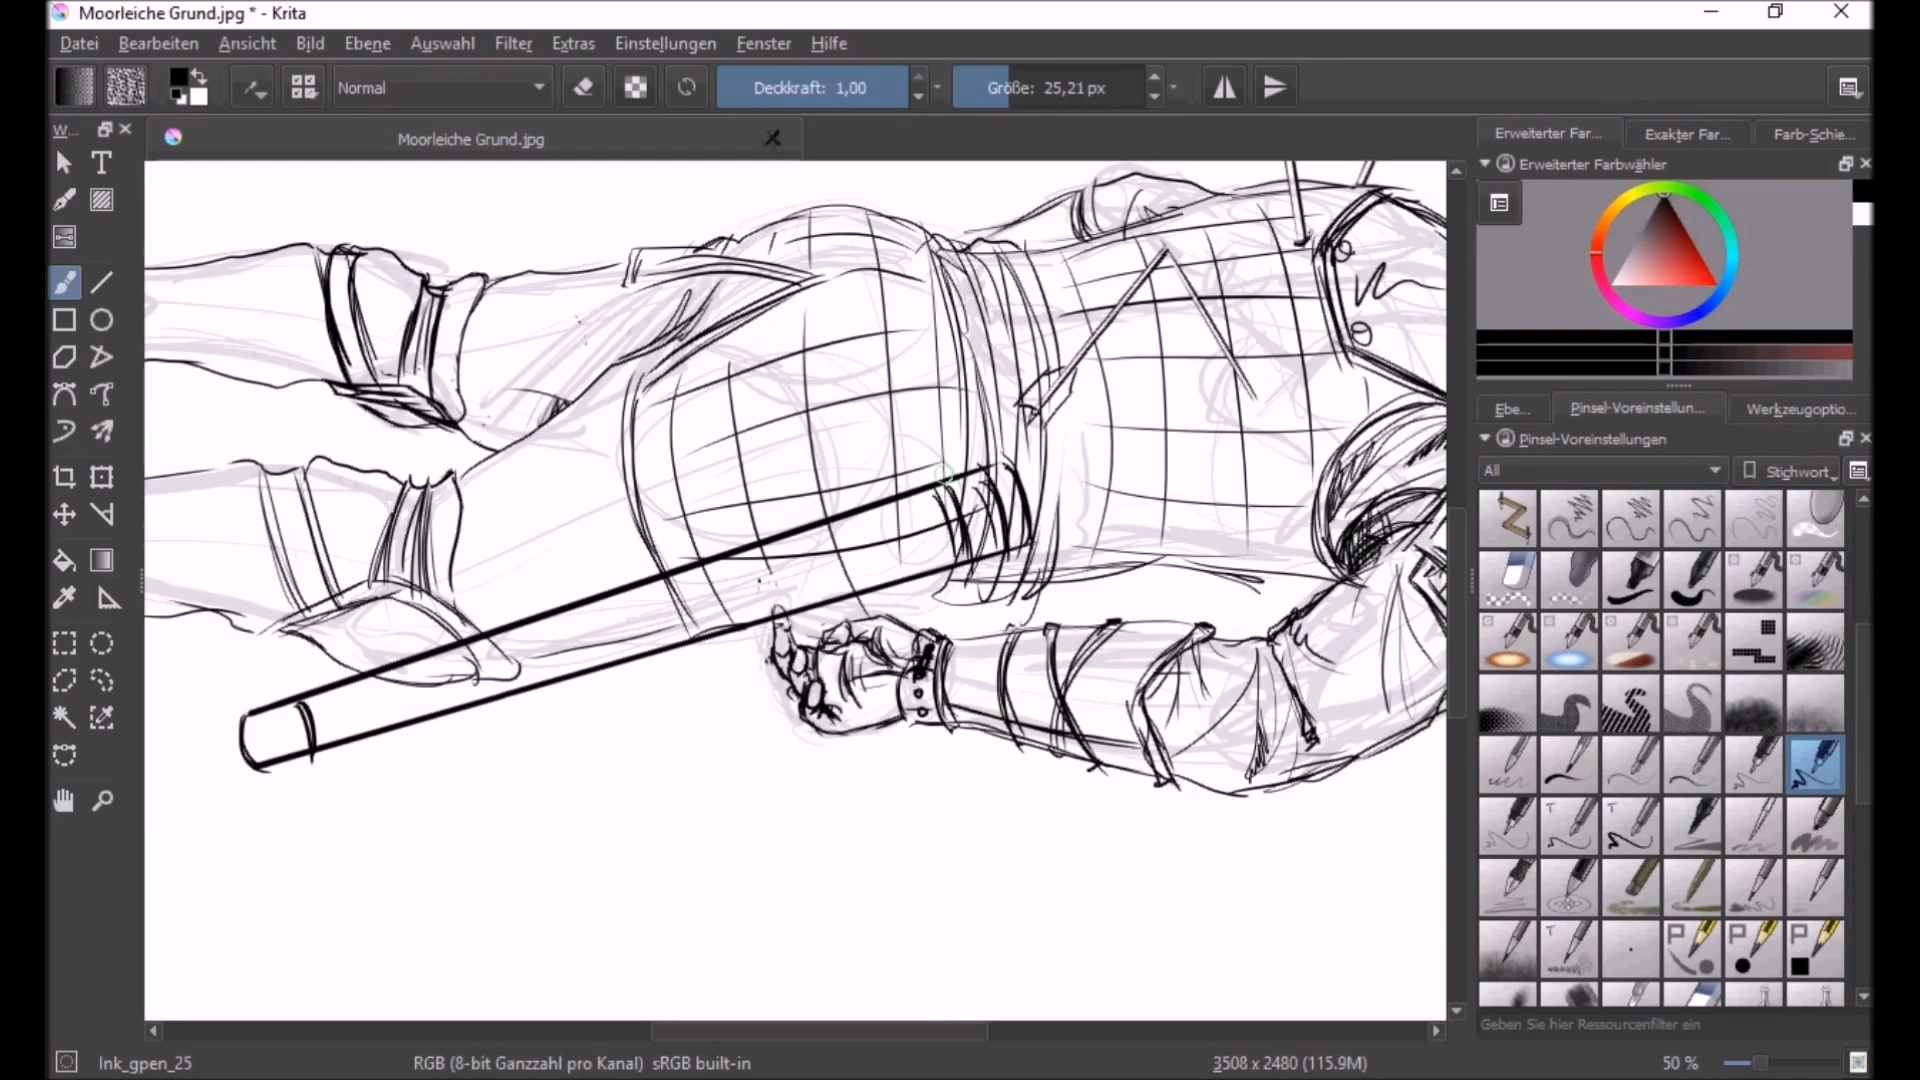 Moorleiche Grund.jpg * - Krita
Datei Bearbeiten Ansicht Bild Ebene Auswahl Filter Extras Einstellungen Fenster Hilfe
Normal Deckkraft: 1,00 Größe: 25,21 px
W...
Moorleiche Grund.jpg
Erweiterter Far... Exakter Far... Farb-Schie...
Erweiterter Farbwähler
Ebe... Pinsel-Voreinstellun... Werkzeugoptio...
Pinsel-Voreinstellungen
All Stichwort
T T
T P P P
Geben Sie hier Ressourcenfilter ein
Ink_gpen_25 RGB (8-bit Ganzzahl pro Kanal) sRGB built-in 3508 x 2480 (115.9M) 50 %